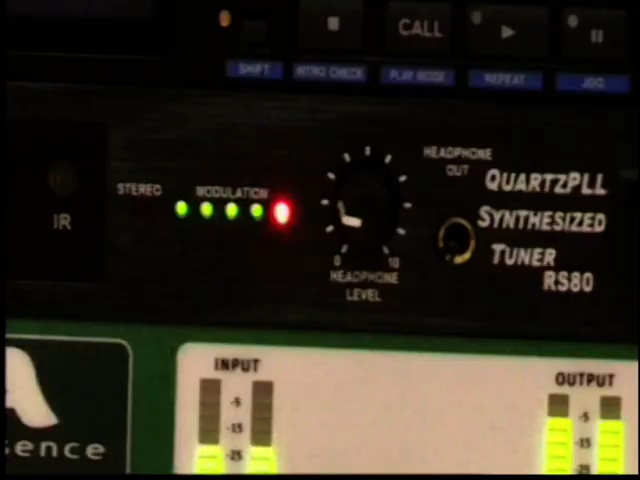 CALL
SHIFT
INTRO CHECK
PLAY MODE
REPEAT
JOG
IR
STEREO
MODULATION
0
10
HEADPHONE
LEVEL
HEADPHONE
OUT
QUARTZPLL
SYNTHESIZED
TUNER
RS80
sence
INPUT
-5
-15
-25
OUTPUT
-5
-15
-25